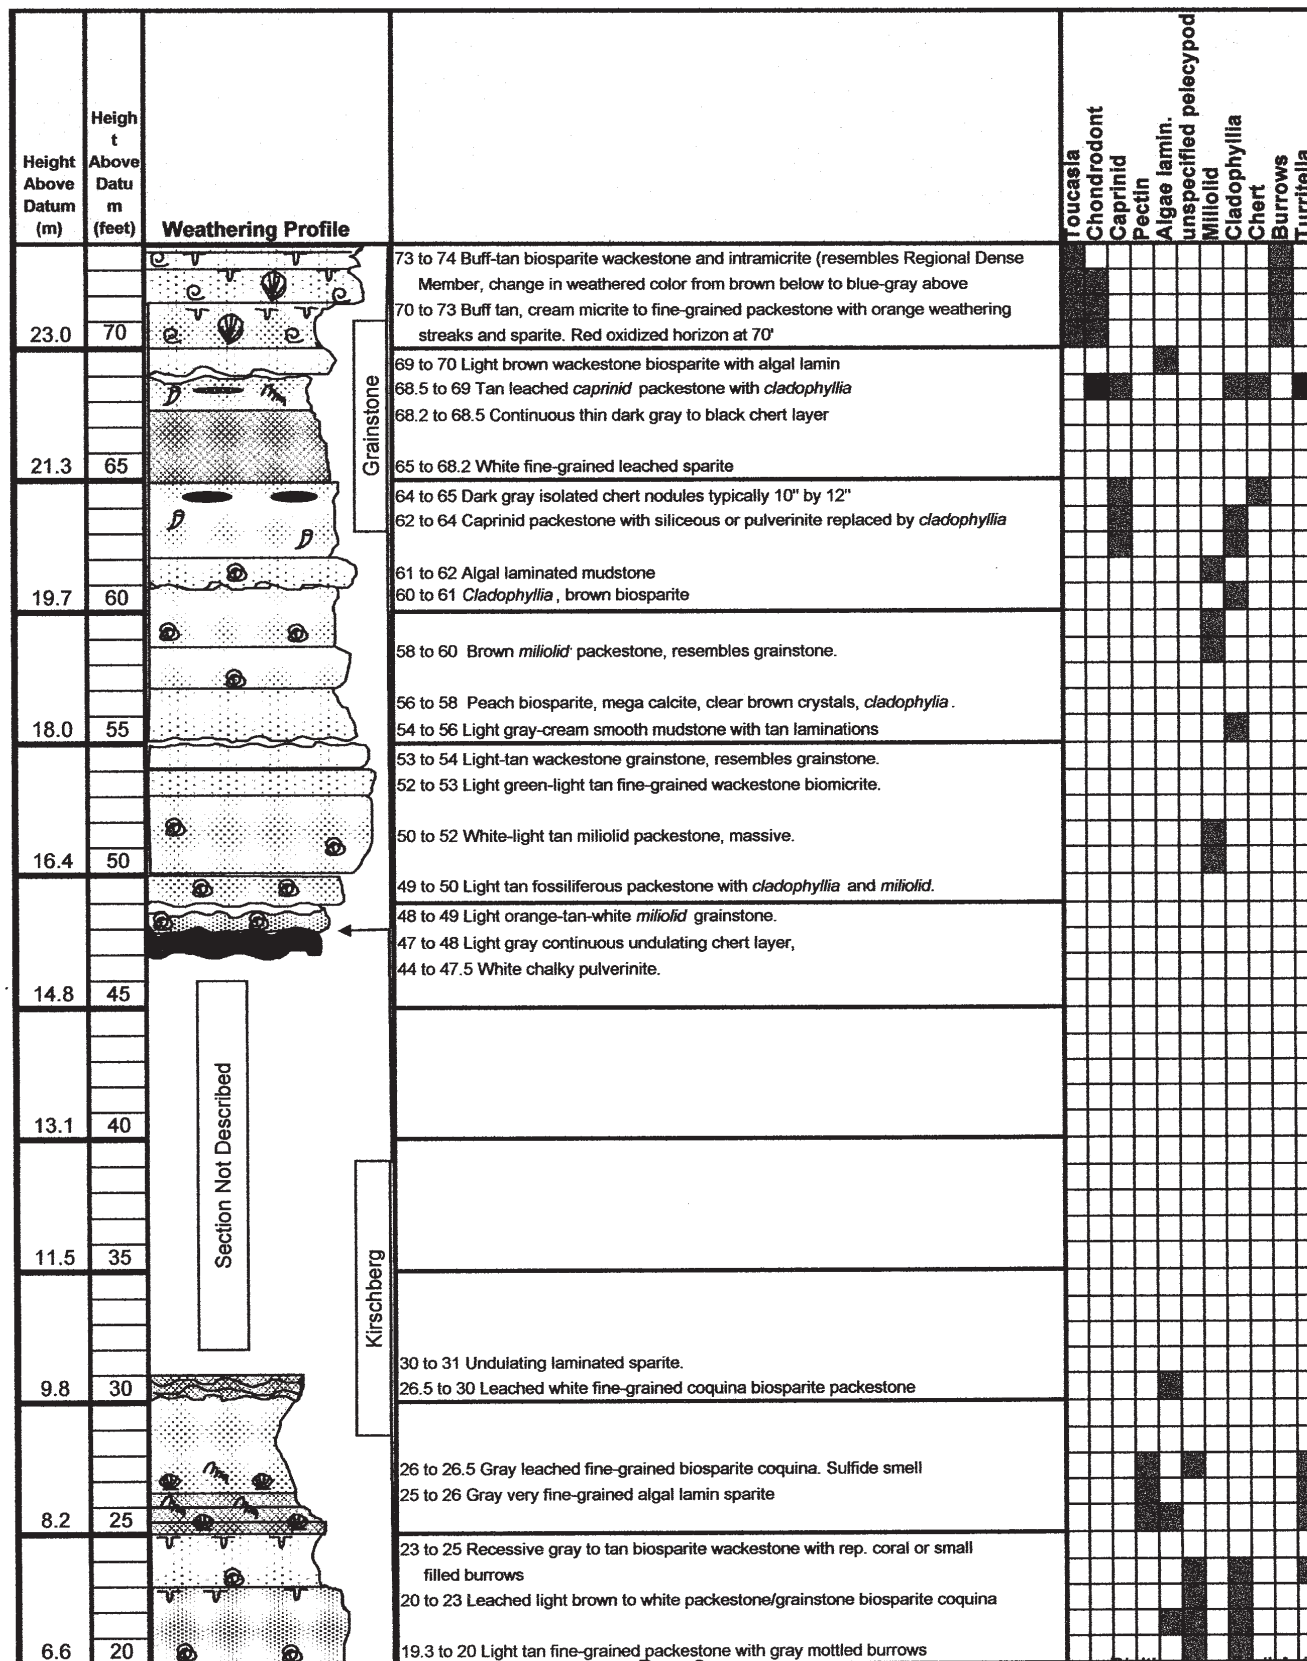 Height
Above
Datum
(m)
Heigh
t
Above
Datu
m
(feet)
Weathering Profile
Toucasia
Chondrodont
Caprinid
Pectin
Algae lamin.
unspecified pelecypod
Miliolid
Cladophyllia
Chert
Burrows
Turritella
73 to 74 Buff-tan biosparite wackestone and intramicrite (resembles Regional Dense
Member, change in weathered color from brown below to blue-gray above
70 to 73 Buff tan, cream micrite to fine-grained packestone with orange weathering
23.0 70 streaks and sparite. Red oxidized horizon at 70'
Grainstone
69 to 70 Light brown wackestone biosparite with algal lamin
68.5 to 69 Tan leached caprinid packestone with cladophyllia
68.2 to 68.5 Continuous thin dark gray to black chert layer
21.3 65 65 to 68.2 White fine-grained leached sparite
64 to 65 Dark gray isolated chert nodules typically 10" by 12"
62 to 64 Caprinid packestone with siliceous or pulverinite replaced by cladophyllia
61 to 62 Algal laminated mudstone
19.7 60 60 to 61 Cladophyllia, brown biosparite
58 to 60 Brown miliolid packestone, resembles grainstone.
56 to 58 Peach biosparite, mega calcite, clear brown crystals, cladophylia.
18.0 55 54 to 56 Light gray-cream smooth mudstone with tan laminations
53 to 54 Light-tan wackestone grainstone, resembles grainstone.
52 to 53 Light green-light tan fine-grained wackestone biomicrite.
50 to 52 White-light tan miliolid packestone, massive.
16.4 50
49 to 50 Light tan fossiliferous packestone with cladophyllia and miliolid.
48 to 49 Light orange-tan-white miliolid grainstone.
47 to 48 Light gray continuous undulating chert layer,
44 to 47.5 White chalky pulverinite.
14.8 45
Section Not Described
13.1 40
Kirschberg
11.5 35
30 to 31 Undulating laminated sparite.
9.8 30 26.5 to 30 Leached white fine-grained coquina biosparite packestone
26 to 26.5 Gray leached fine-grained biosparite coquina. Sulfide smell
25 to 26 Gray very fine-grained algal lamin sparite
8.2 25
23 to 25 Recessive gray to tan biosparite wackestone with rep. coral or small
filled burrows
20 to 23 Leached light brown to white packestone/grainstone biosparite coquina
6.6 20 19.3 to 20 Light tan fine-grained packestone with gray mottled burrows